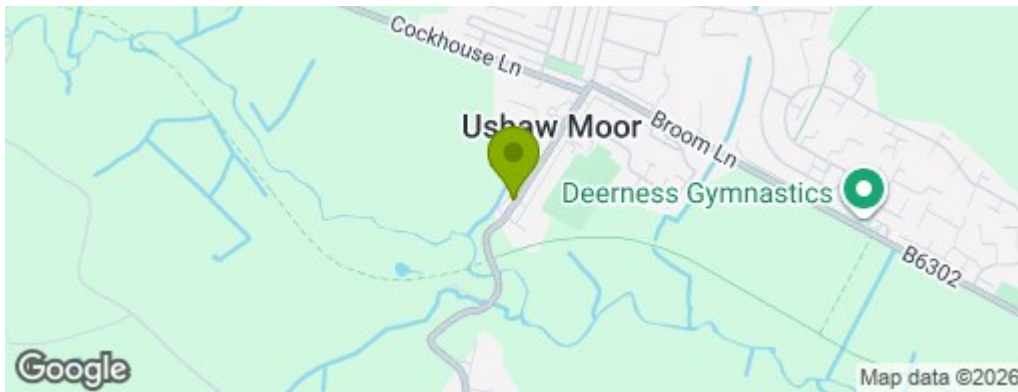 Cockhouse Ln
Ushaw Moor
Broom Ln
Deerness Gymnastics
B6302
Google
Map data ©2026